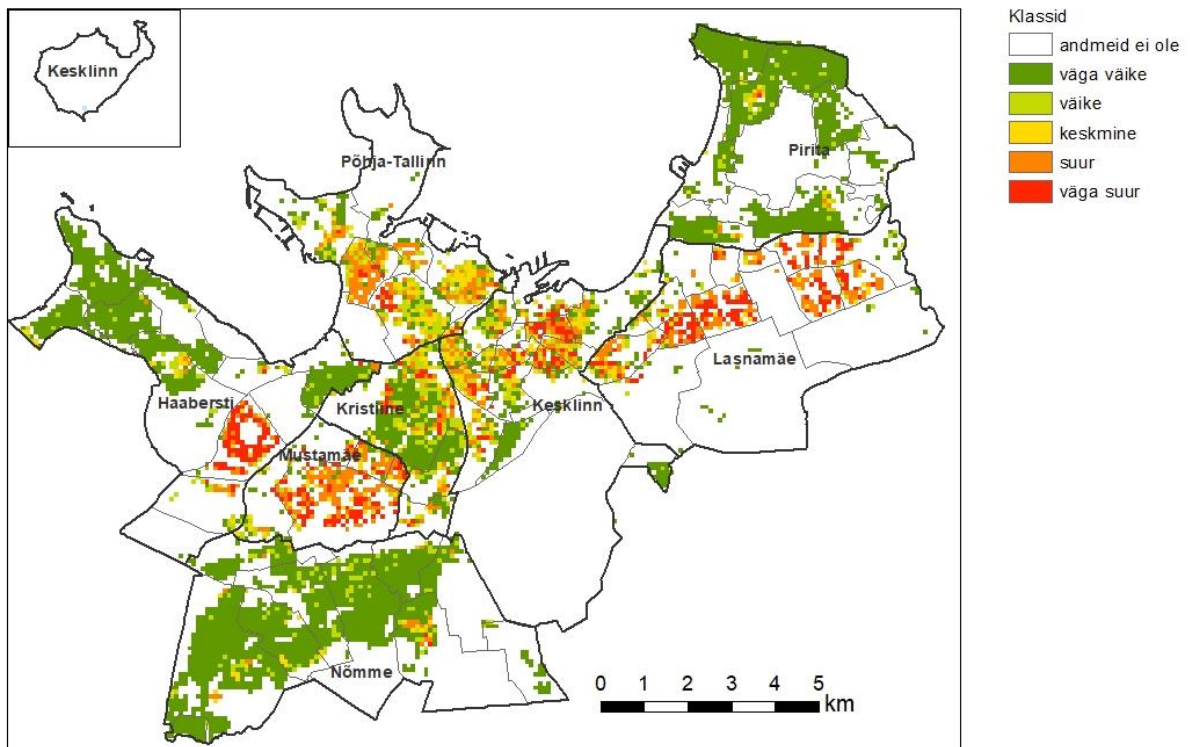 Kesklinn
Põhja-Tallinn
Pirita
Lasnamäe
Haabersti
Kristiine
Kesklinn
Mustamäe
Nõmme
0 1 2 3 4 5
km
Klassid
andmeid ei ole
väga väike
väike
keskmine
suur
väga suur